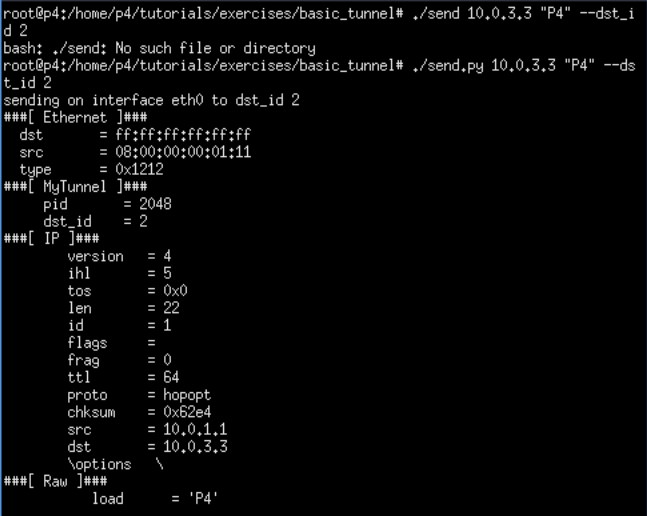 root@p4:/home/p4/tutorials/exercises/basic_tunnel# ./send 10.0.3.3 "P4" --dst_i
d 2
bash: ./send: No such file or directory
root@p4:/home/p4/tutorials/exercises/basic_tunnel# ./send.py 10.0.3.3 "P4" --ds
t_id 2
sending on interface eth0 to dst_id 2
###[ Ethernet ]###
  dst       = ff:ff:ff:ff:ff:ff
  src       = 08:00:00:00:01:11
  type      = 0x1212
###[ MyTunnel ]###
     pid       = 2048
     dst_id    = 2
###[ IP ]###
        version   = 4
        ihl       = 5
        tos       = 0x0
        len       = 22
        id        = 1
        flags     =
        frag      = 0
        ttl       = 64
        proto     = hopopt
        chksum    = 0x62e4
        src       = 10.0.1.1
        dst       = 10.0.3.3
        \options   \
###[ Raw ]###
           load      = 'P4'